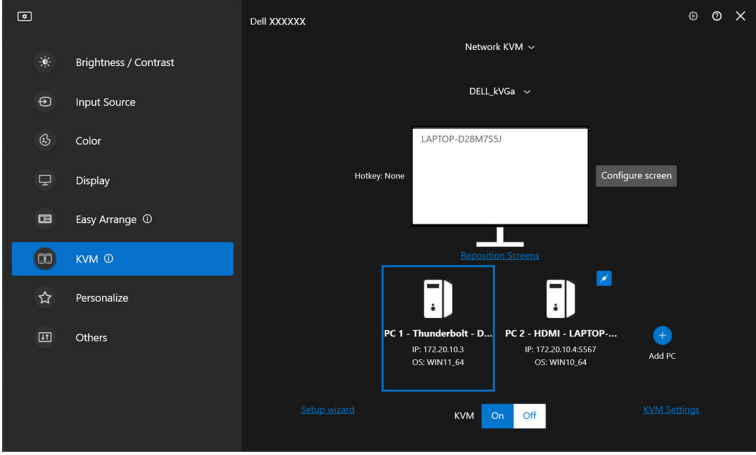 Dell XXXXXX
Brightness / Contrast
Input Source
Color
Display
Easy Arrange
KVM
Personalize
Others
Network KVM
DELL_kVGa
LAPTOP-D28M7S5J
Hotkey: None
Configure screen
Reposition Screens
PC 1 - Thunderbolt - D...
IP: 172.20.10.3
OS: WIN11_64
PC 2 - HDMI - LAPTOP-...
IP: 172.20.10.4:5567
OS: WIN10_64
Add PC
Setup wizard
KVM
On
Off
KVM Settings